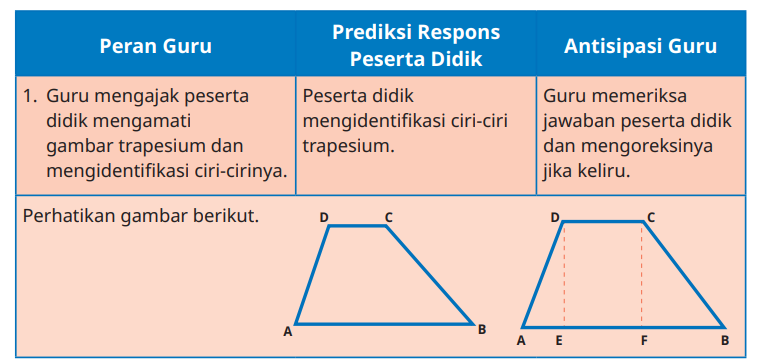 Peran Guru
Prediksi Respons
Peserta Didik
Antisipasi Guru
1. Guru mengajak peserta
didik mengamati
gambar trapesium dan
mengidentifikasi ciri-cirinya.
Peserta didik
mengidentifikasi ciri-ciri
trapesium.
Guru memeriksa
jawaban peserta didik
dan mengoreksinya
jika keliru.
Perhatikan gambar berikut.
D C
A B
D C
A E F B